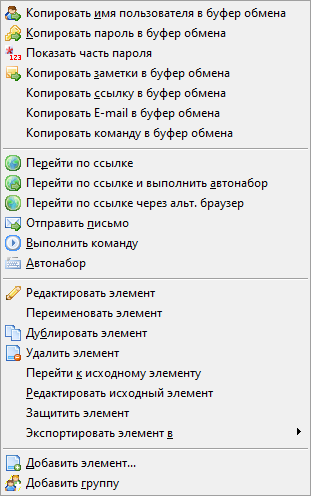 Копировать имя пользователя в буфер обмена
Копировать пароль в буфер обмена
Показать часть пароля
Копировать заметки в буфер обмена
Копировать ссылку в буфер обмена
Копировать E-mail в буфер обмена
Копировать команду в буфер обмена
Перейти по ссылке
Перейти по ссылке и выполнить автонабор
Перейти по ссылке через альт. браузер
Отправить письмо
Выполнить команду
Автонабор
Редактировать элемент
Переименовать элемент
Дублировать элемент
Удалить элемент
Перейти к исходному элементу
Редактировать исходный элемент
Защитить элемент
Экспортировать элемент в
Добавить элемент...
Добавить группу